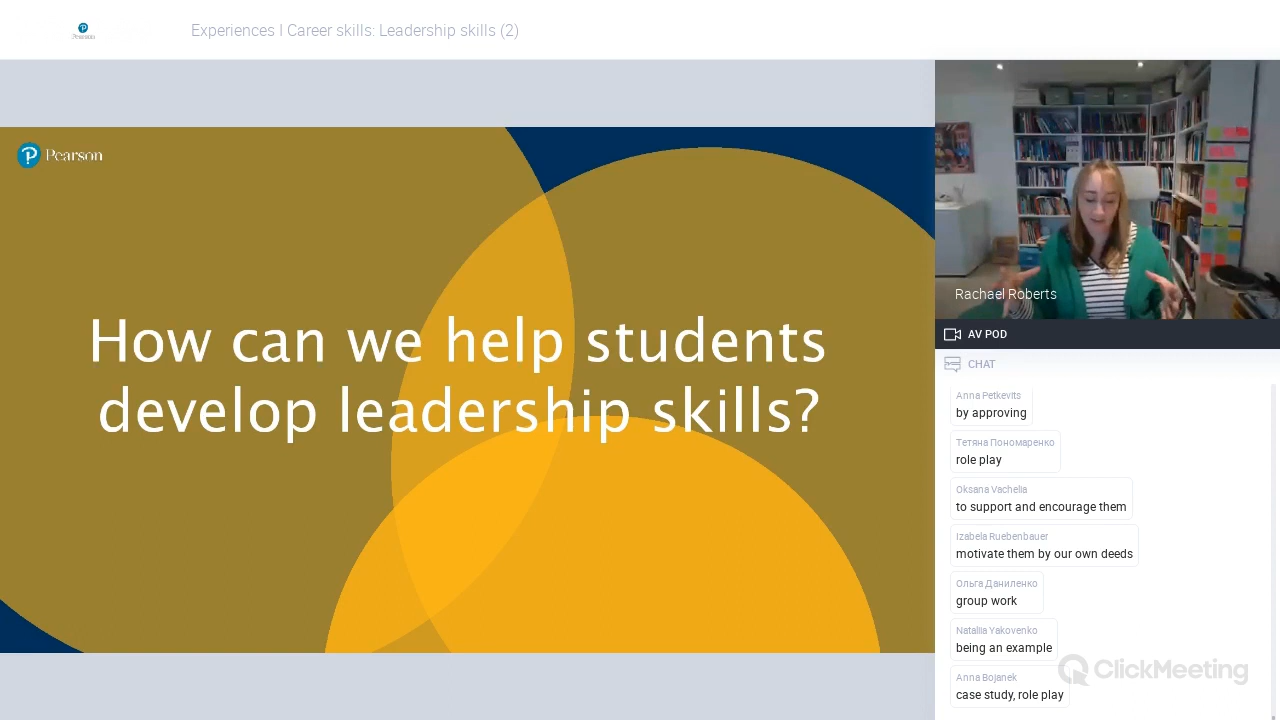 Pearson
Experiences I Career skills: Leadership skills (2)
Pearson
How can we help students
develop leadership skills?
Rachael Roberts
AV POD
CHAT
Anna Petkevits
by approving
Тетяна Пономаренко
role play
Oksana Vachelia
to support and encourage them
Izabela Ruebenbauer
motivate them by our own deeds
Ольга Даниленко
group work
Nataliia Yakovenko
being an example
Anna Bojanek
case study, role play
ClickMeeting